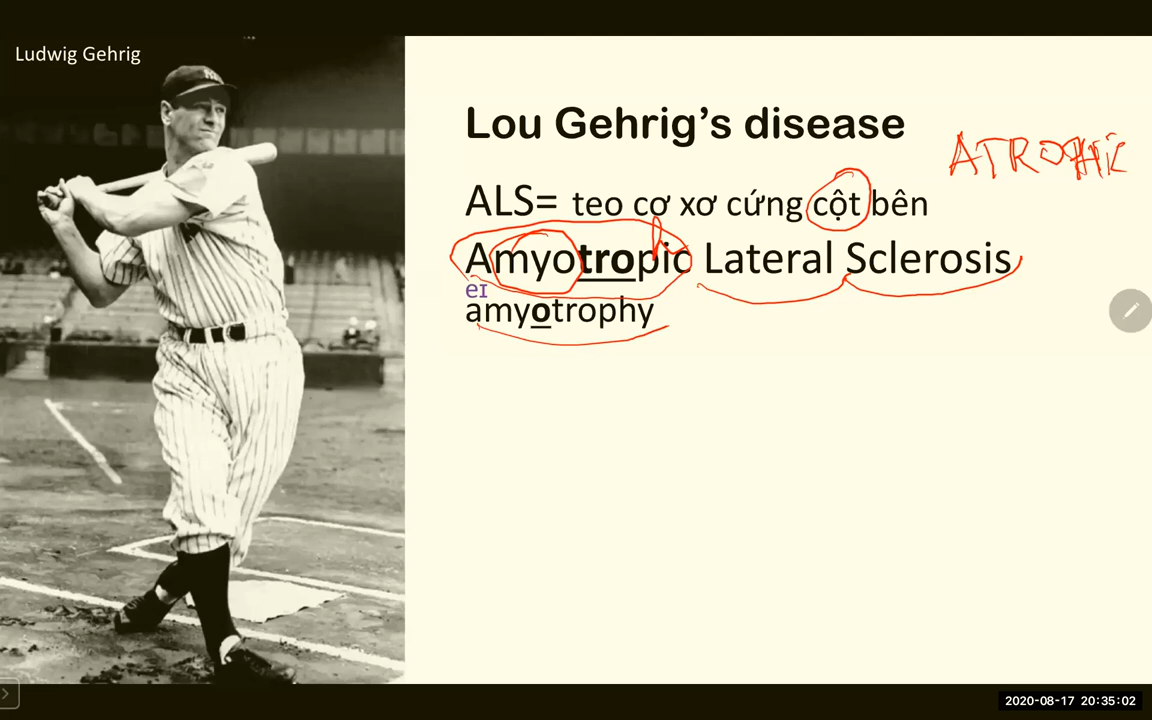 Ludwig Gehrig
Lou Gehrig’s disease
ATROPHIC
ALS= teo cơ xơ cứng cột bên
h
Amyotropic Lateral Sclerosis
eɪ
amyotrophy
2020-08-17 20:35:02